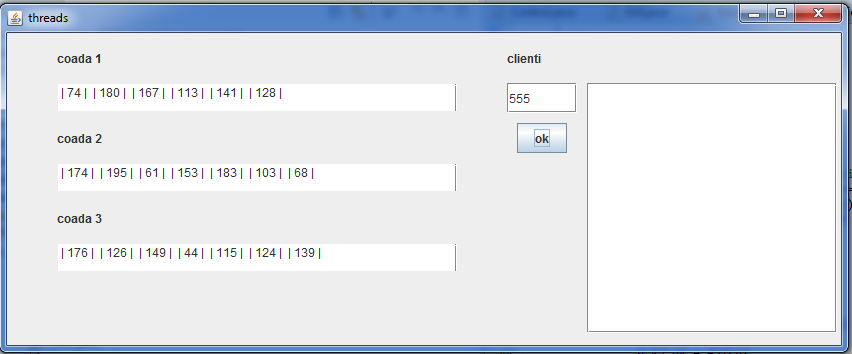 threads
coada 1
| 74 | | 180 | | 167 | | 113 | | 141 | | 128 |
coada 2
| 174 | | 195 | | 61 | | 153 | | 183 | | 103 | | 68 |
coada 3
| 176 | | 126 | | 149 | | 44 | | 115 | | 124 | | 139 |
clienti
555
ok